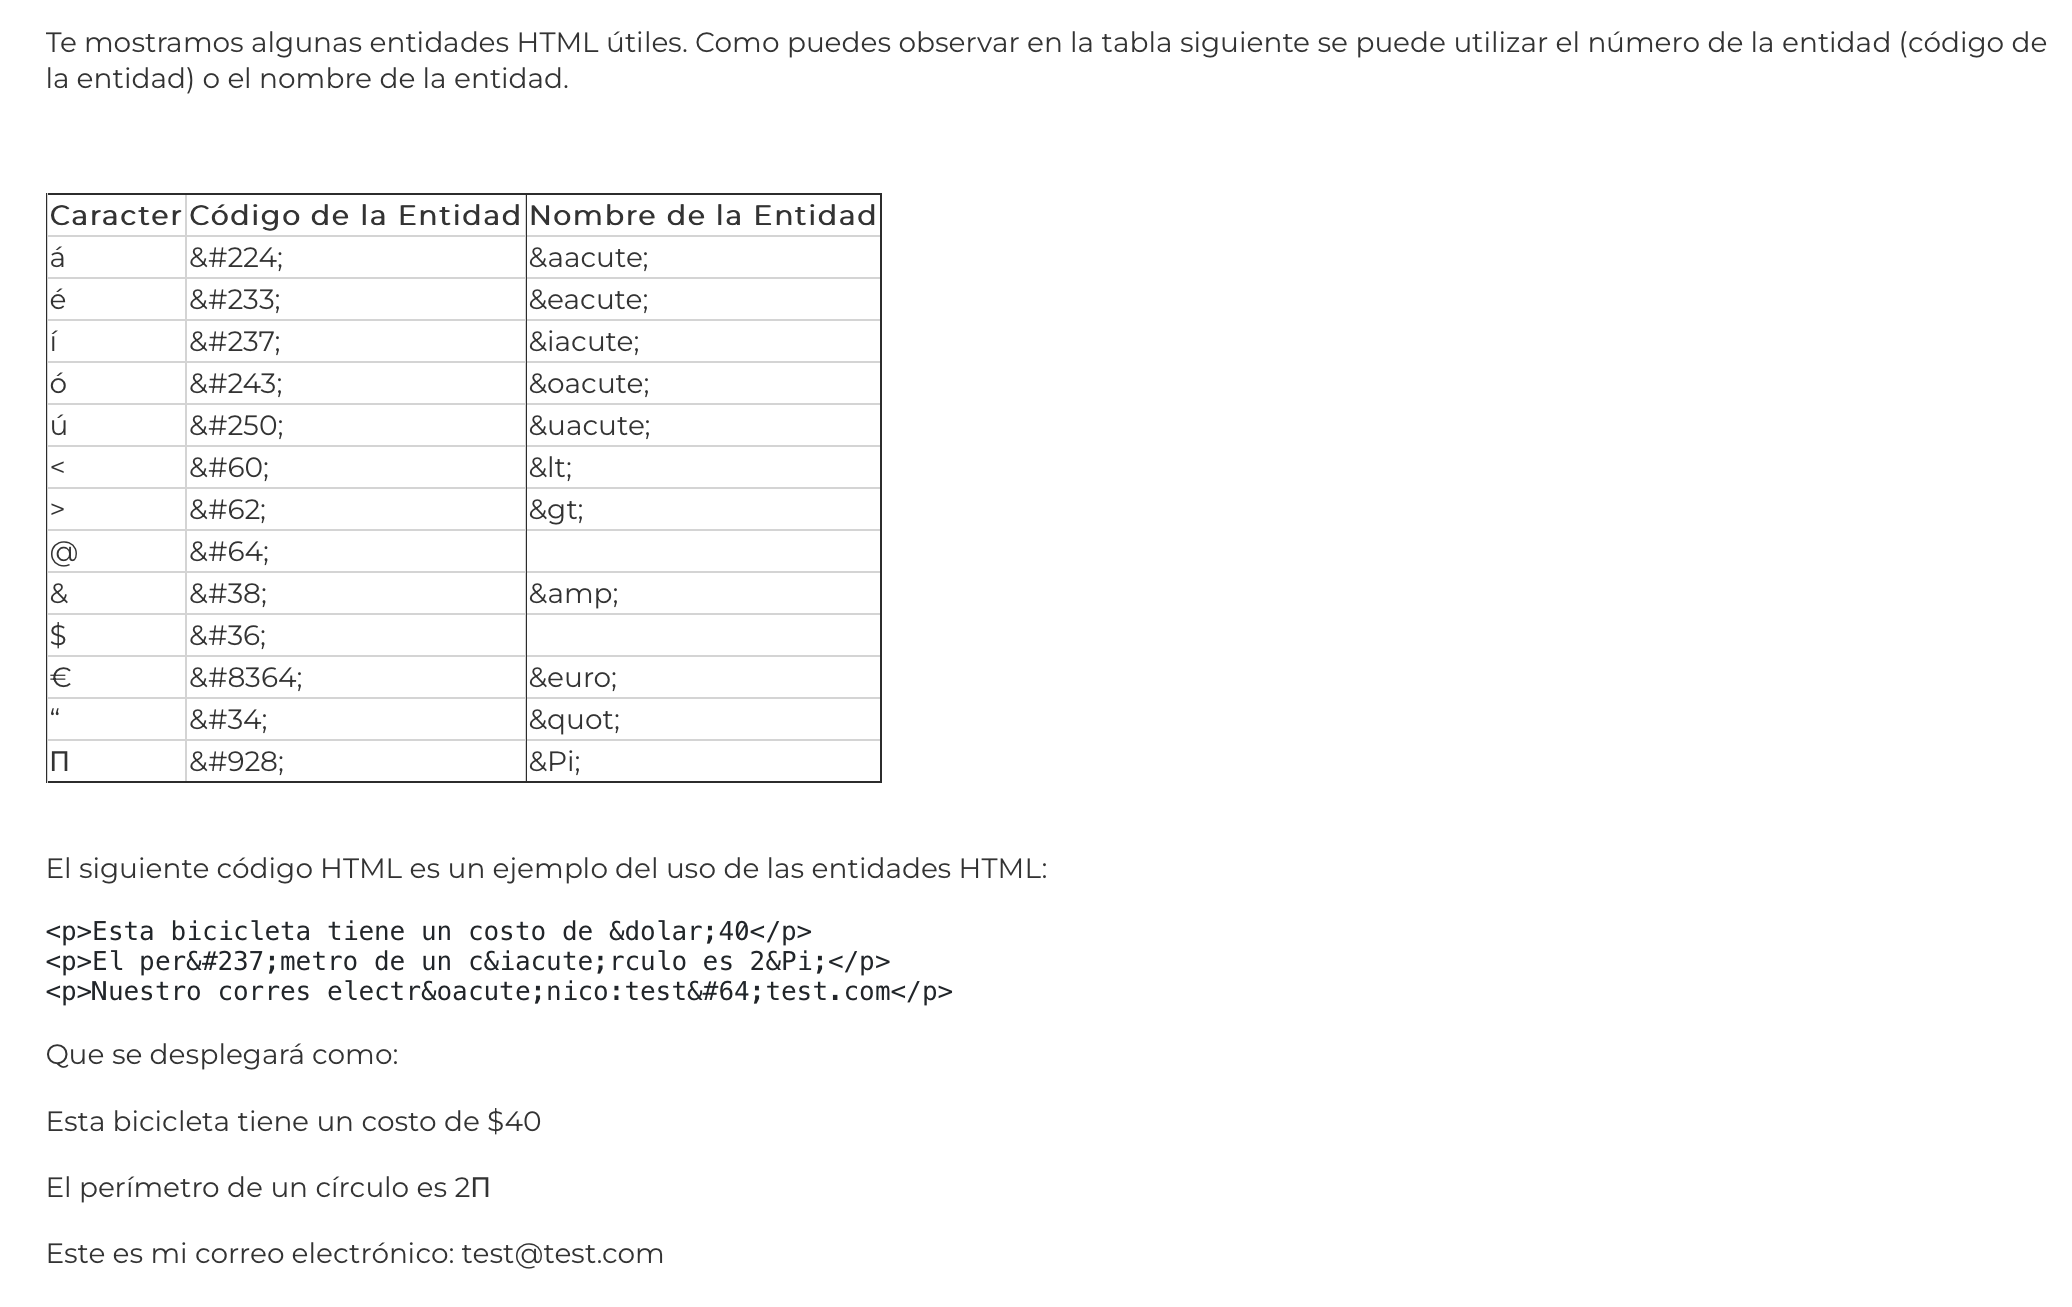 Te mostramos algunas entidades HTML útiles. Como puedes observar en la tabla siguiente se puede utilizar el número de la entidad (código de
la entidad) o el nombre de la entidad.
Caracter Código de la Entidad Nombre de la Entidad
á &#224; &aacute;
é &#233; &eacute;
í &#237; &iacute;
ó &#243; &oacute;
ú &#250; &uacute;
< &#60; &lt;
> &#62; &gt;
@ &#64;
& &#38; &amp;
$ &#36;
€ &#8364; &euro;
“ &#34; &quot;
Π &#928; &Pi;
El siguiente código HTML es un ejemplo del uso de las entidades HTML:
<p>Esta bicicleta tiene un costo de &dolar;40</p>
<p>El per&#237;metro de un c&iacute;rculo es 2&Pi;</p>
<p>Nuestro corres electr&oacute;nico:test&#64;test.com</p>
Que se desplegará como:
Esta bicicleta tiene un costo de $40
El perímetro de un círculo es 2Π
Este es mi correo electrónico: test@test.com